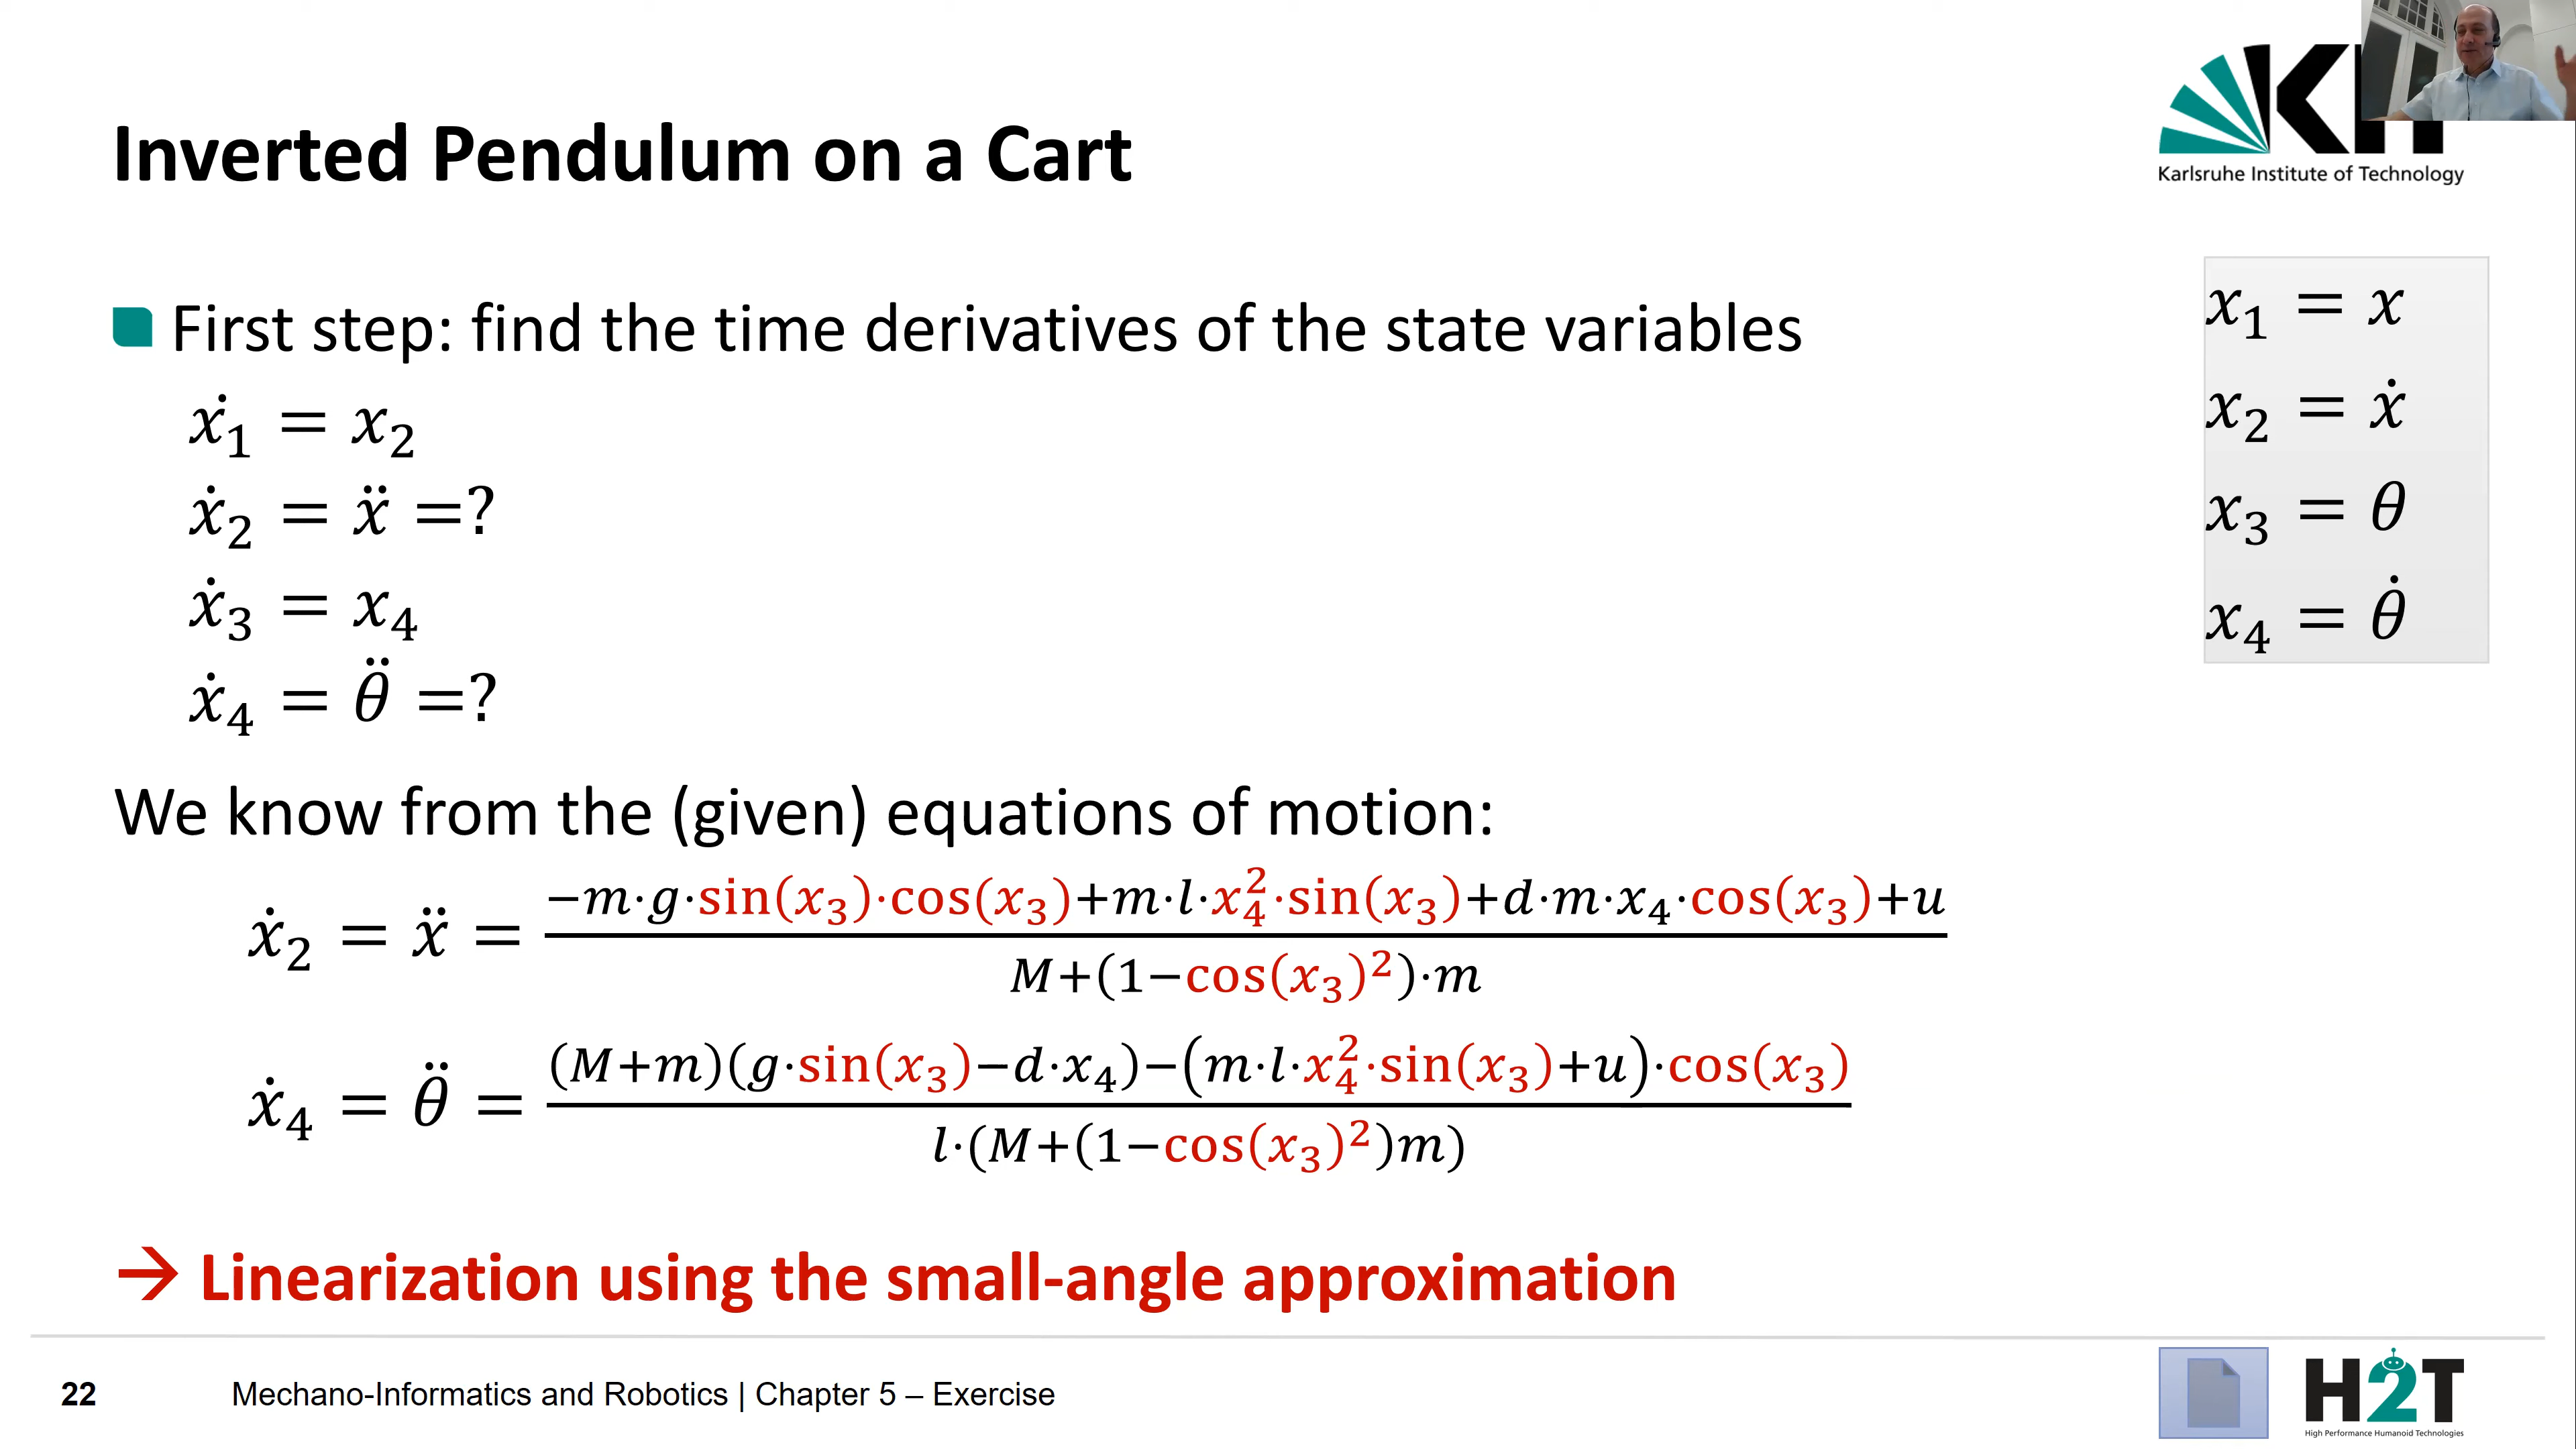 Inverted Pendulum on a Cart
KIT
Karlsruhe Institute of Technology
First step: find the time derivatives of the state variables
ẋ₁ = x₂
ẋ₂ = ẍ =?
ẋ₃ = x₄
ẋ₄ = θ̈ =?
x₁ = x
x₂ = ẋ
x₃ = θ
x₄ = θ̇
We know from the (given) equations of motion:
ẋ₂ = ẍ = (−m·g·sin(x₃)·cos(x₃)+m·l·x₄²·sin(x₃)+d·m·x₄·cos(x₃)+u) / (M+(1−cos(x₃)²)·m)
ẋ₄ = θ̈ = ((M+m)(g·sin(x₃)−d·x₄)−(m·l·x₄²·sin(x₃)+u)·cos(x₃)) / (l·(M+(1−cos(x₃)²)m))
→ Linearization using the small-angle approximation
22
Mechano-Informatics and Robotics | Chapter 5 – Exercise
H2T
High Performance Humanoid Technologies